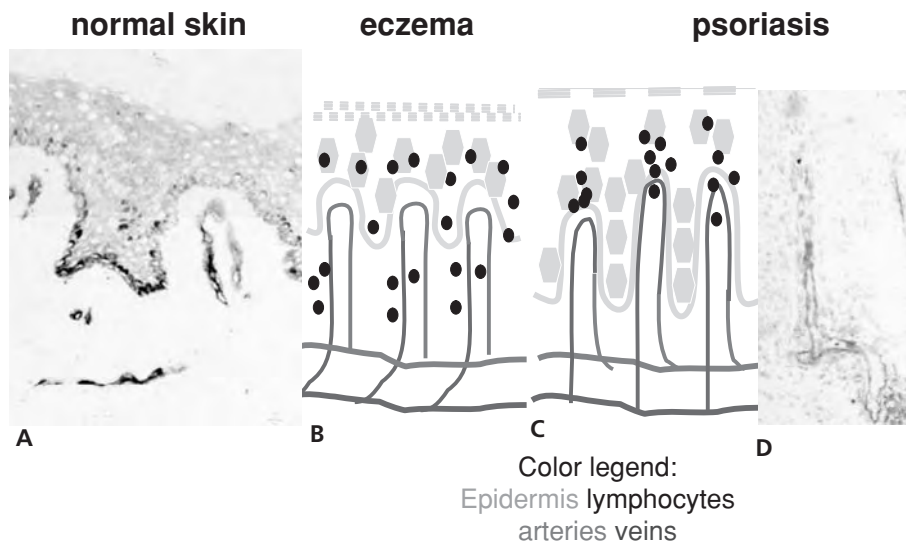 normal skin
eczema
psoriasis
A
B
C
D
Color legend:
Epidermis lymphocytes
arteries veins